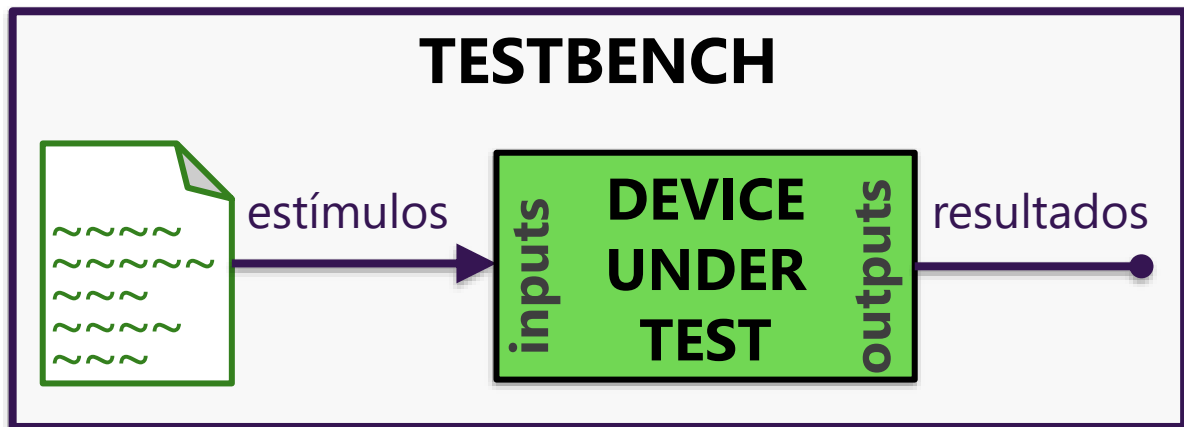 TESTBENCH
estímulos
inputs
DEVICE
UNDER
TEST
outputs
resultados